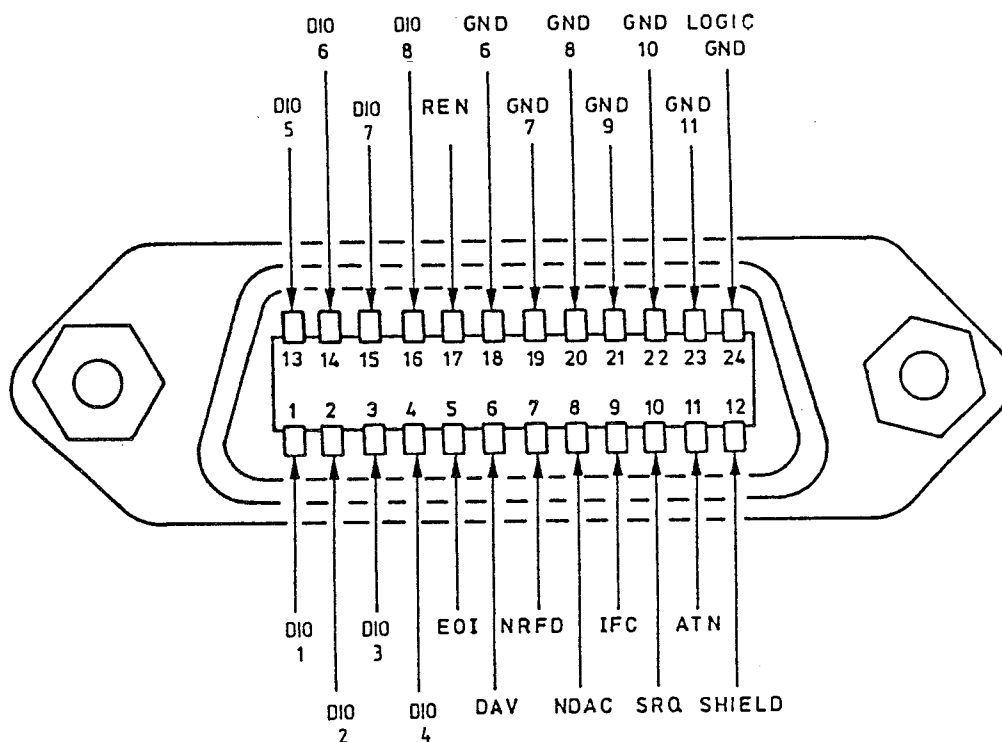 DIO DIO GND GND GND LOGIC
6 8 6 8 10 GND
DIO DIO REN GND GND GND
5 7 7 9 11
13 14 15 16 17 18 19 20 21 22 23 24
1 2 3 4 5 6 7 8 9 10 11 12
DIO DIO EOI NRFD IFC ATN
1 3
DIO DIO DAV NDAC SRQ SHIELD
2 4